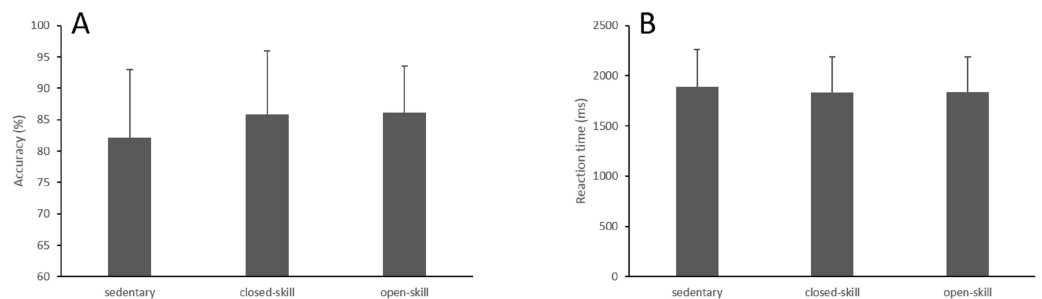 A
Accuracy (%)
100
95
90
85
80
75
70
65
60
sedentary closed-skill open-skill
B
Reaction time (ms)
2500
2000
1500
1000
500
0
sedentary closed-skill open-skill